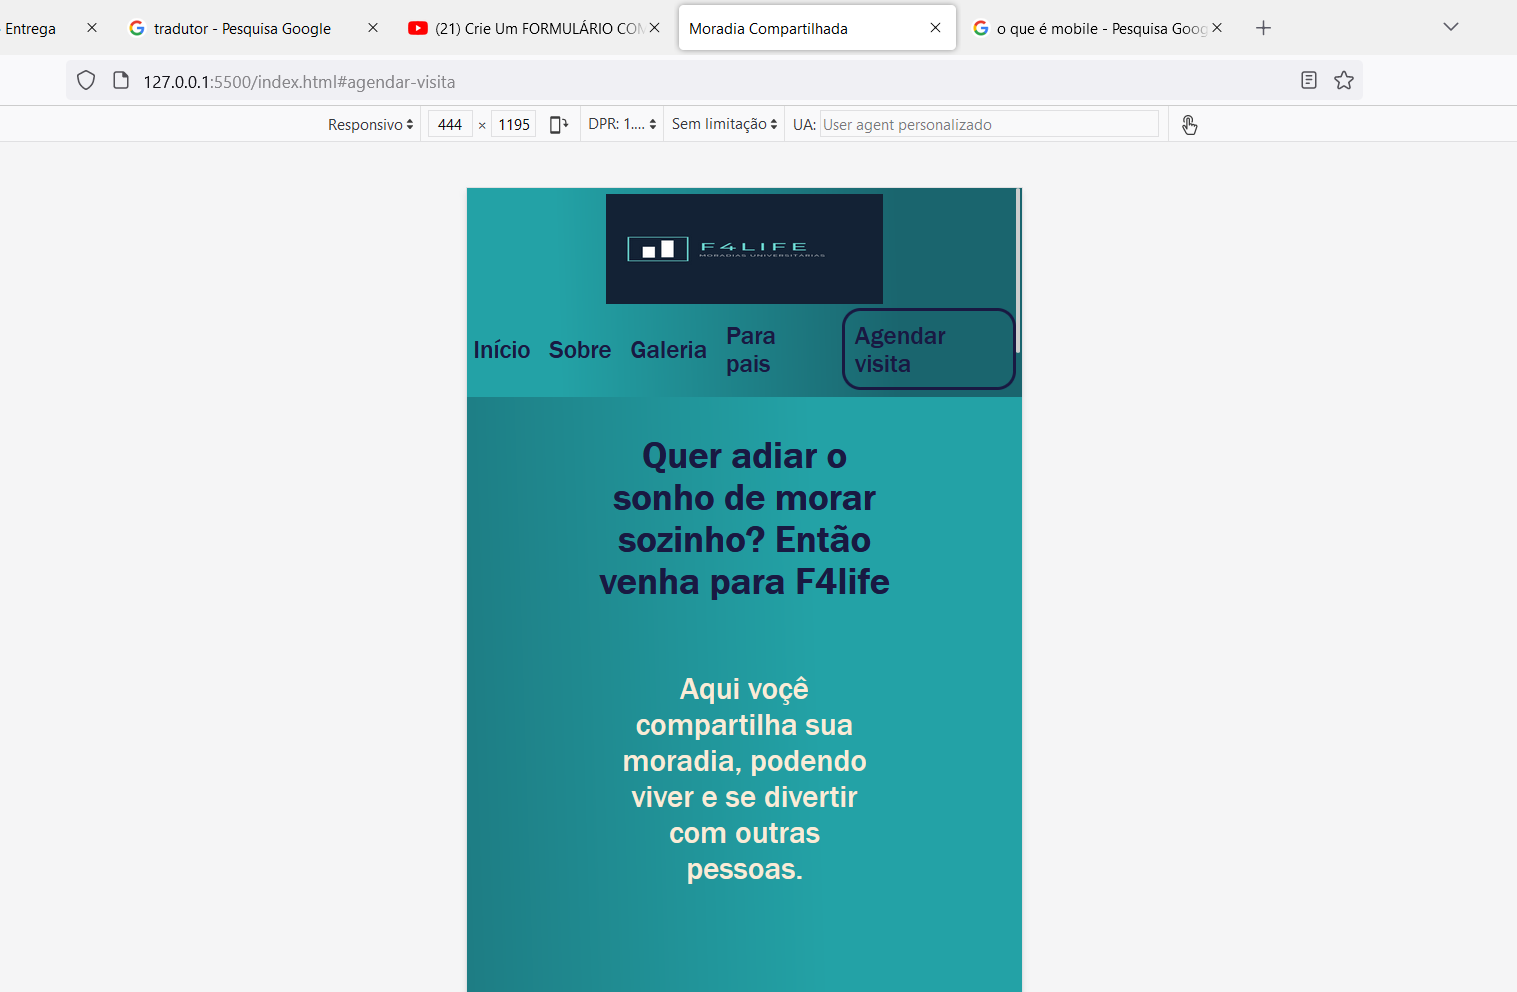 Entrega
tradutor - Pesquisa Google
(21) Crie Um FORMULÁRIO CON
Moradia Compartilhada
o que é mobile - Pesquisa Goog
127.0.0.1:5500/index.html#agendar-visita
Responsivo 444 × 1195 DPR: 1.... Sem limitação UA: User agent personalizado
F4LIFE
MORADIAS UNIVERSITÁRIAS
Início Sobre Galeria
Para
pais
Agendar
visita
Quer adiar o
sonho de morar
sozinho? Então
venha para F4life
Aqui voçê
compartilha sua
moradia, podendo
viver e se divertir
com outras
pessoas.